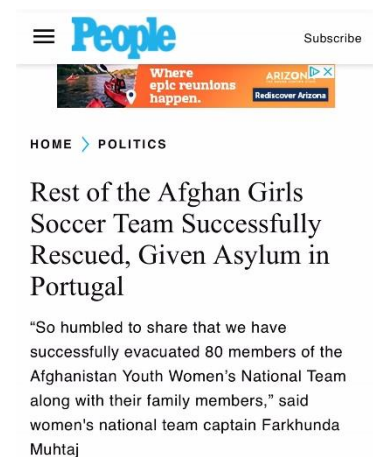 People
Subscribe
Where
epic reunions
happen.
ARIZON
Rediscover Arizona
HOME > POLITICS
Rest of the Afghan Girls
Soccer Team Successfully
Rescued, Given Asylum in
Portugal
“So humbled to share that we have
successfully evacuated 80 members of the
Afghanistan Youth Women’s National Team
along with their family members,” said
women's national team captain Farkhunda
Muhtaj